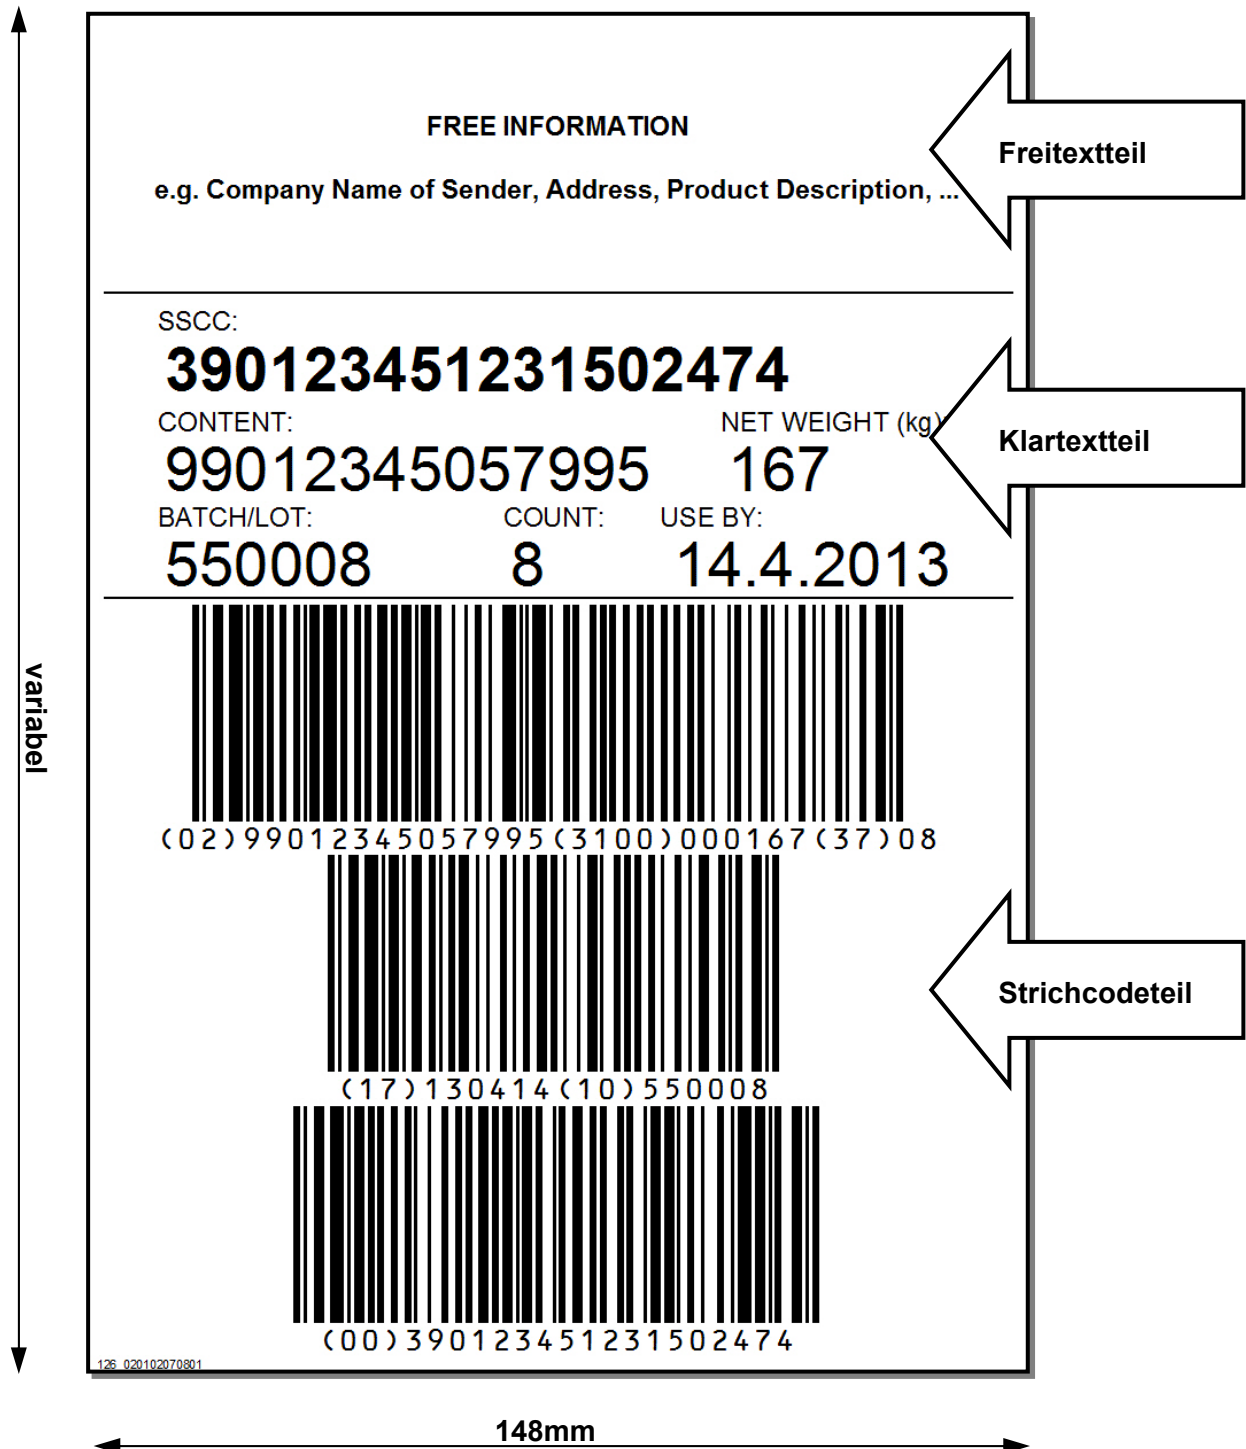 FREE INFORMATION
Freitextteil
e.g. Company Name of Sender, Address, Product Description, ...
SSCC:
390123451231502474
CONTENT: NET WEIGHT (kg):
Klartextteil
99012345057995 167
BATCH/LOT: COUNT: USE BY:
550008 8 14.4.2013
variabel
(02)99012345057995(3100)000167(37)08
Strichcodeteil
(17)130414(10)550008
(00)390123451231502474
126 020102070801
148mm